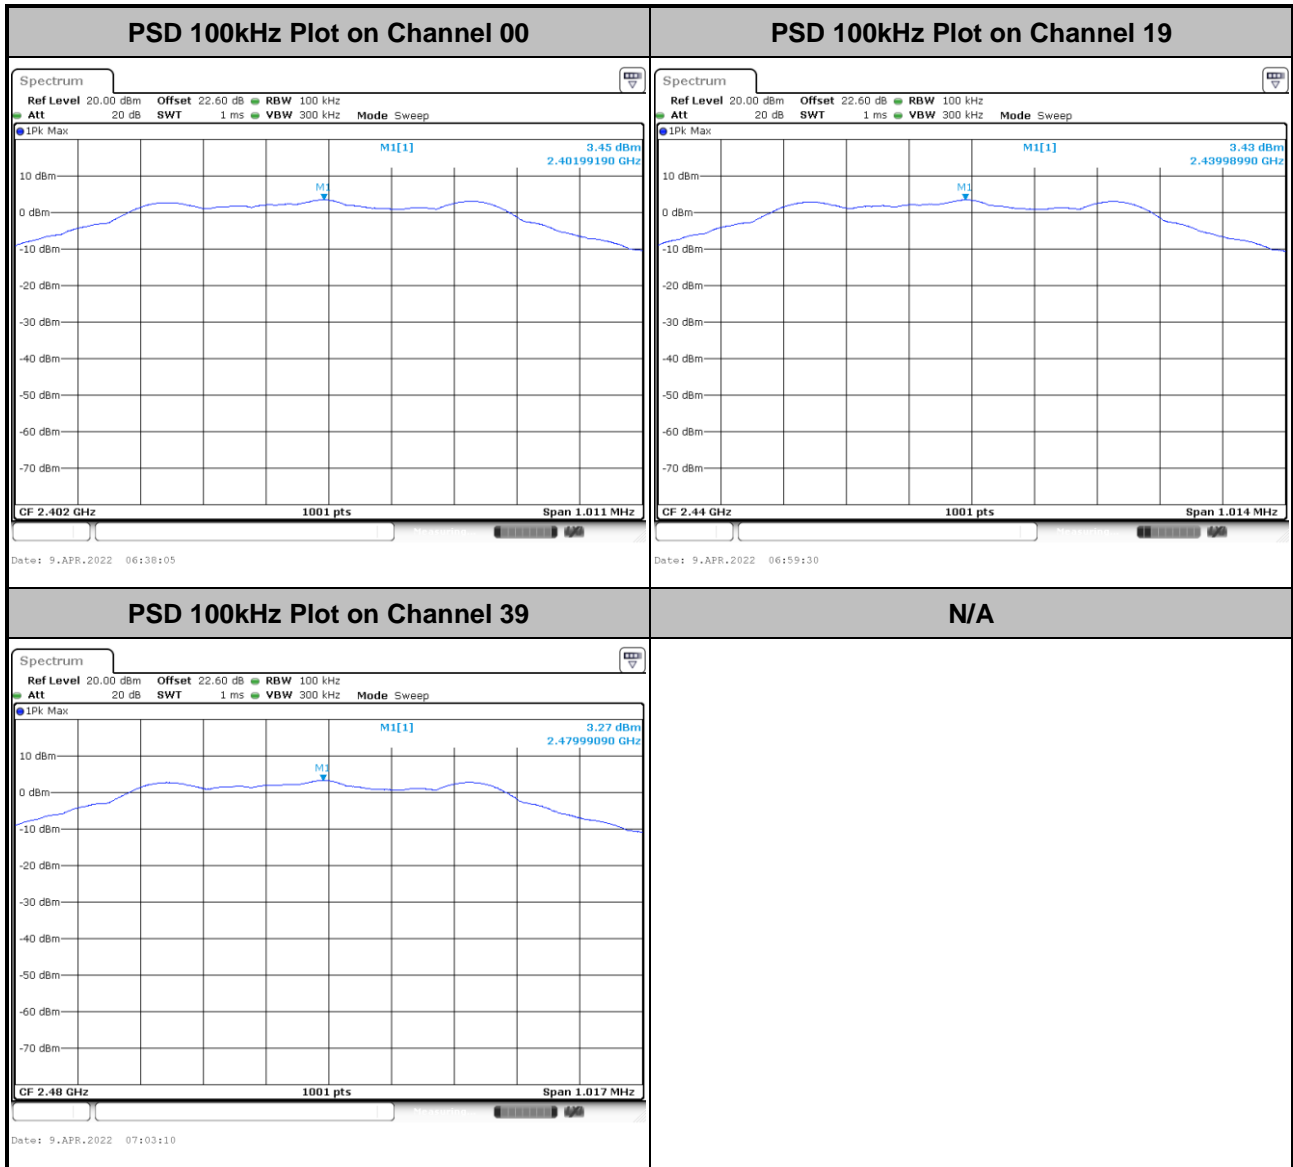 PSD 100kHz Plot on Channel 00
PSD 100kHz Plot on Channel 19
Spectrum
Ref Level 20.00 dBm Offset 22.60 dB RBW 100 kHz
Att 20 dB SWT 1 ms VBW 300 kHz Mode Sweep
1Pk Max
M1[1] 3.45 dBm
2.40199190 GHz
10 dBm
M1
0 dBm
-10 dBm
-20 dBm
-30 dBm
-40 dBm
-50 dBm
-60 dBm
-70 dBm
CF 2.402 GHz 1001 pts Span 1.011 MHz
Measuring...
Date: 9.APR.2022 06:38:05
Spectrum
Ref Level 20.00 dBm Offset 22.60 dB RBW 100 kHz
Att 20 dB SWT 1 ms VBW 300 kHz Mode Sweep
1Pk Max
M1[1] 3.43 dBm
2.43998990 GHz
10 dBm
M1
0 dBm
-10 dBm
-20 dBm
-30 dBm
-40 dBm
-50 dBm
-60 dBm
-70 dBm
CF 2.44 GHz 1001 pts Span 1.014 MHz
Measuring...
Date: 9.APR.2022 06:59:30
PSD 100kHz Plot on Channel 39
N/A
Spectrum
Ref Level 20.00 dBm Offset 22.60 dB RBW 100 kHz
Att 20 dB SWT 1 ms VBW 300 kHz Mode Sweep
1Pk Max
M1[1] 3.27 dBm
2.47999090 GHz
10 dBm
M1
0 dBm
-10 dBm
-20 dBm
-30 dBm
-40 dBm
-50 dBm
-60 dBm
-70 dBm
CF 2.48 GHz 1001 pts Span 1.017 MHz
Measuring...
Date: 9.APR.2022 07:03:10